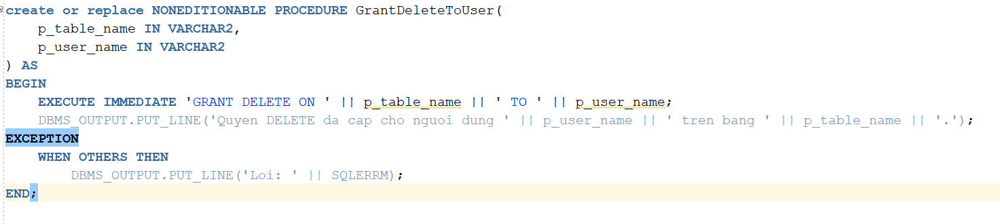 create or replace NONEDITIONABLE PROCEDURE GrantDeleteToUser(
    p_table_name IN VARCHAR2,
    p_user_name IN VARCHAR2
) AS
BEGIN
    EXECUTE IMMEDIATE 'GRANT DELETE ON ' || p_table_name || ' TO ' || p_user_name;
    DBMS_OUTPUT.PUT_LINE('Quyen DELETE da cap cho nguoi dung ' || p_user_name || ' tren bang ' || p_table_name || '.');
EXCEPTION
    WHEN OTHERS THEN
        DBMS_OUTPUT.PUT_LINE('Loi: ' || SQLERRM);
END;